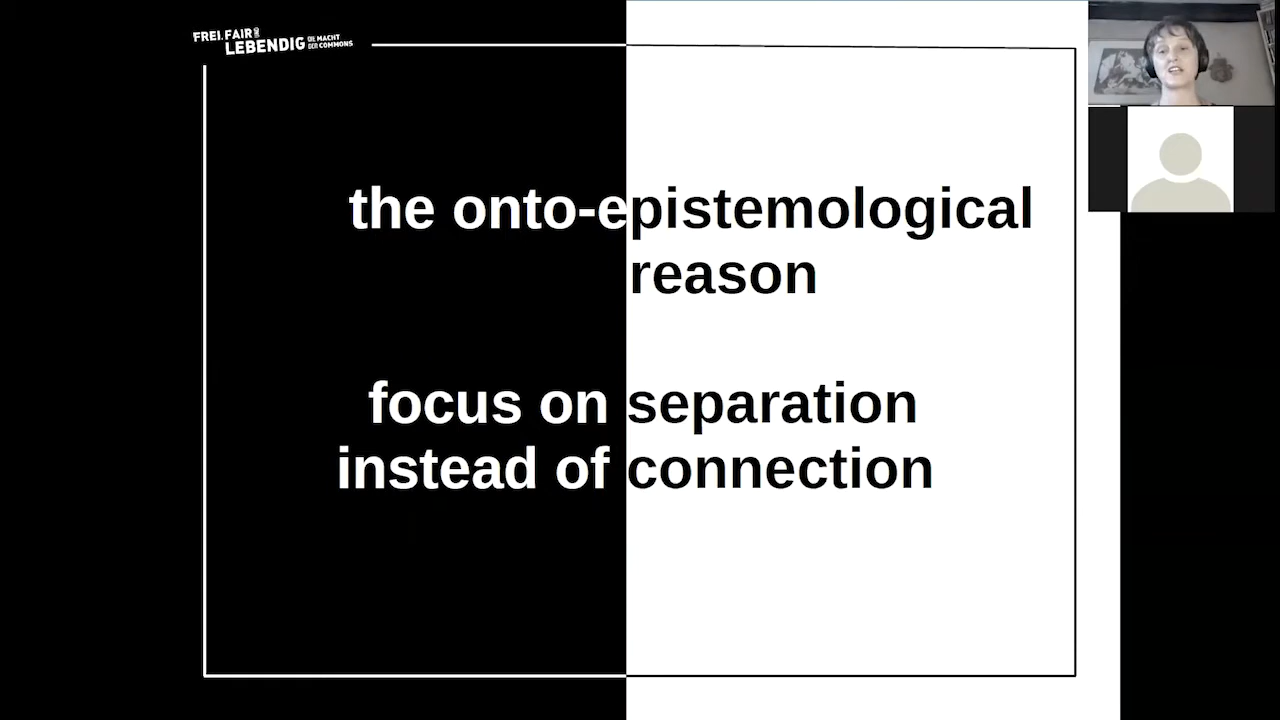 FREI, FAIR UND
LEBENDIG DIE MACHT
DER COMMONS
the onto-epistemological
reason
focus on separation
instead of connection